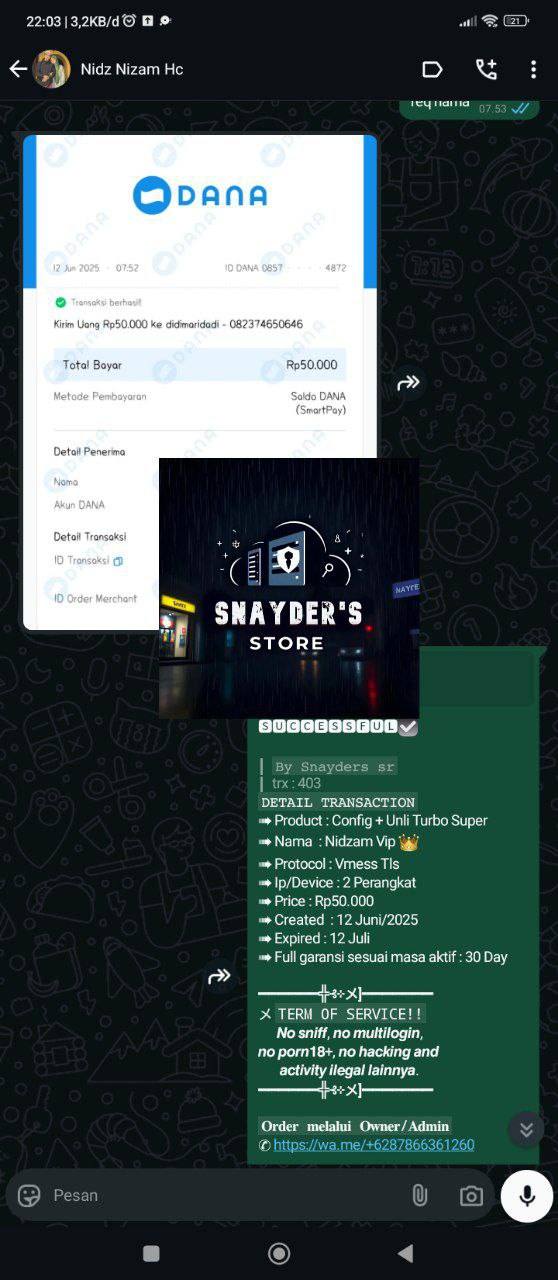 22:03 | 3,2KB/d
21
Nidz Nizam Hc
req nama 07.53
DANA
12 Jun 2025 · 07:52 ID DANA 0857 · · · · 4872
Transaksi berhasil!
Kirim Uang Rp50.000 ke didimaridadi - 082374650646
Total Bayar Rp50.000
Metode Pembayaran Saldo DANA
(SmartPay)
Detail Penerima
Nama
Akun DANA
Detail Transaksi
ID Transaksi
ID Order Merchant
SNAYDER'S
STORE
SUCCESSFUL✅
By Snayders sr
trx : 403
DETAIL TRANSACTION
➠ Product : Config + Unli Turbo Super
➠ Nama : Nidzam Vip 👑
➠ Protocol : Vmess Tls
➠ Ip/Device : 2 Perangkat
➠ Price : Rp50.000
➠ Created : 12 Juni/2025
➠ Expired : 12 Juli
➠ Full garansi sesuai masa aktif : 30 Day
メ TERM OF SERVICE!!
No sniff, no multilogin,
no porn18+, no hacking and
activity ilegal lainnya.
Order melalui Owner/Admin
✆ https://wa.me/+6287866361260
Pesan